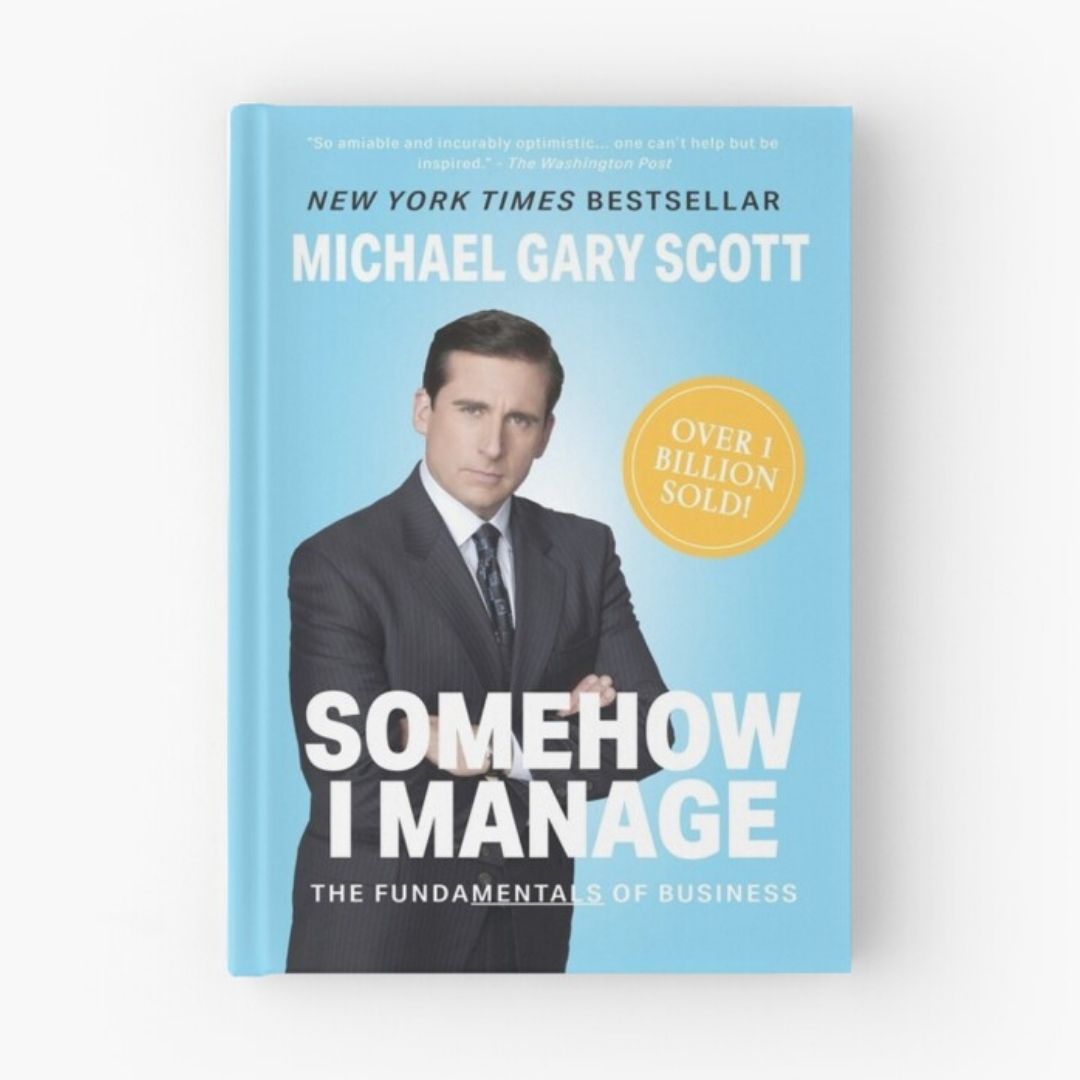 "So amiable and incurably optimistic... one can't help but be
inspired." - The Washington Post
NEW YORK TIMES BESTSELLAR
MICHAEL GARY SCOTT
OVER 1
BILLION
SOLD!
SOMEHOW
I MANAGE
THE FUNDAMENTALS OF BUSINESS